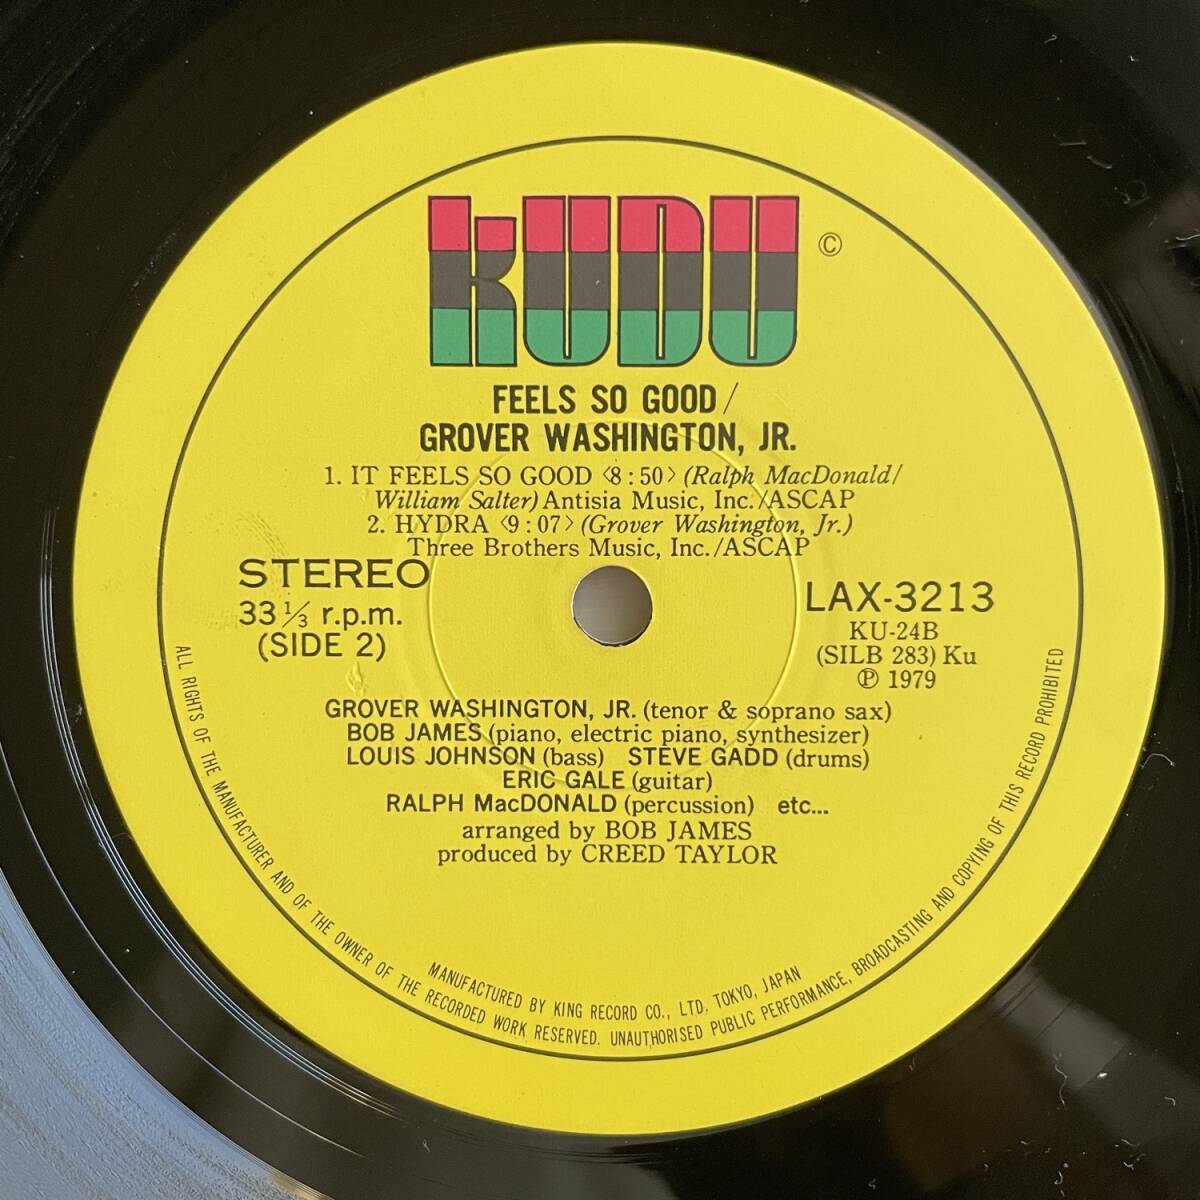 KUDU ©
FEELS SO GOOD/
GROVER WASHINGTON, JR.
1. IT FEELS SO GOOD 〈8:50〉 (Ralph MacDonald/
William Salter) Antisia Music, Inc./ASCAP
2. HYDRA 〈9:07〉 (Grover Washington, Jr.)
Three Brothers Music, Inc./ASCAP
STEREO
33 1/3 r.p.m.
(SIDE 2)
LAX-3213
KU-24B
(SILB 283) Ku
℗ 1979
GROVER WASHINGTON, JR. (tenor & soprano sax)
BOB JAMES (piano, electric piano, synthesizer)
LOUIS JOHNSON (bass) STEVE GADD (drums)
ERIC GALE (guitar)
RALPH MacDONALD (percussion) etc...
arranged by BOB JAMES
produced by CREED TAYLOR
MANUFACTURED BY KING RECORD CO., LTD. TOKYO, JAPAN
ALL RIGHTS OF THE MANUFACTURER AND OF THE OWNER OF THE RECORDED WORK RESERVED. UNAUTHORISED PUBLIC PERFORMANCE, BROADCASTING AND COPYING OF THIS RECORD PROHIBITED